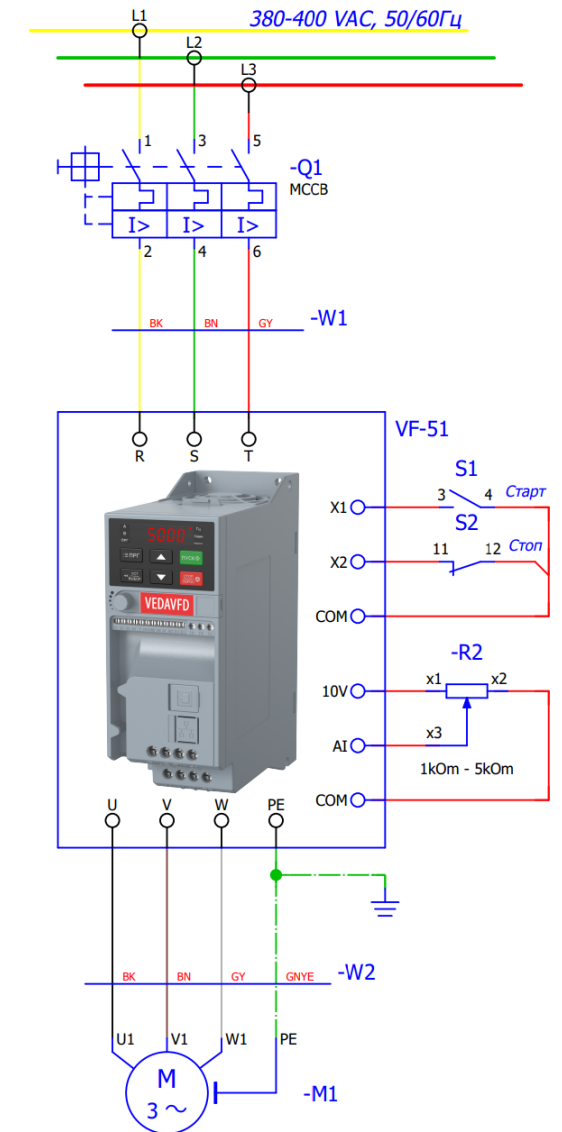 380-400 VAC, 50/60Гц
L1
L2
L3
1 3 5
-Q1
MCCB
I> I> I>
2 4 6
-W1
BK BN GY
VF-51
R S T
S1
X1 3 4 Старт
S2
X2 11 12 Стоп
COM
5000
VEDAVFD
-R2
10V x1 x2
AI x3
1kOm - 5kOm
COM
U V W PE
-W2
BK BN GY GNYE
U1 V1 W1 PE
M
3 ~
-M1